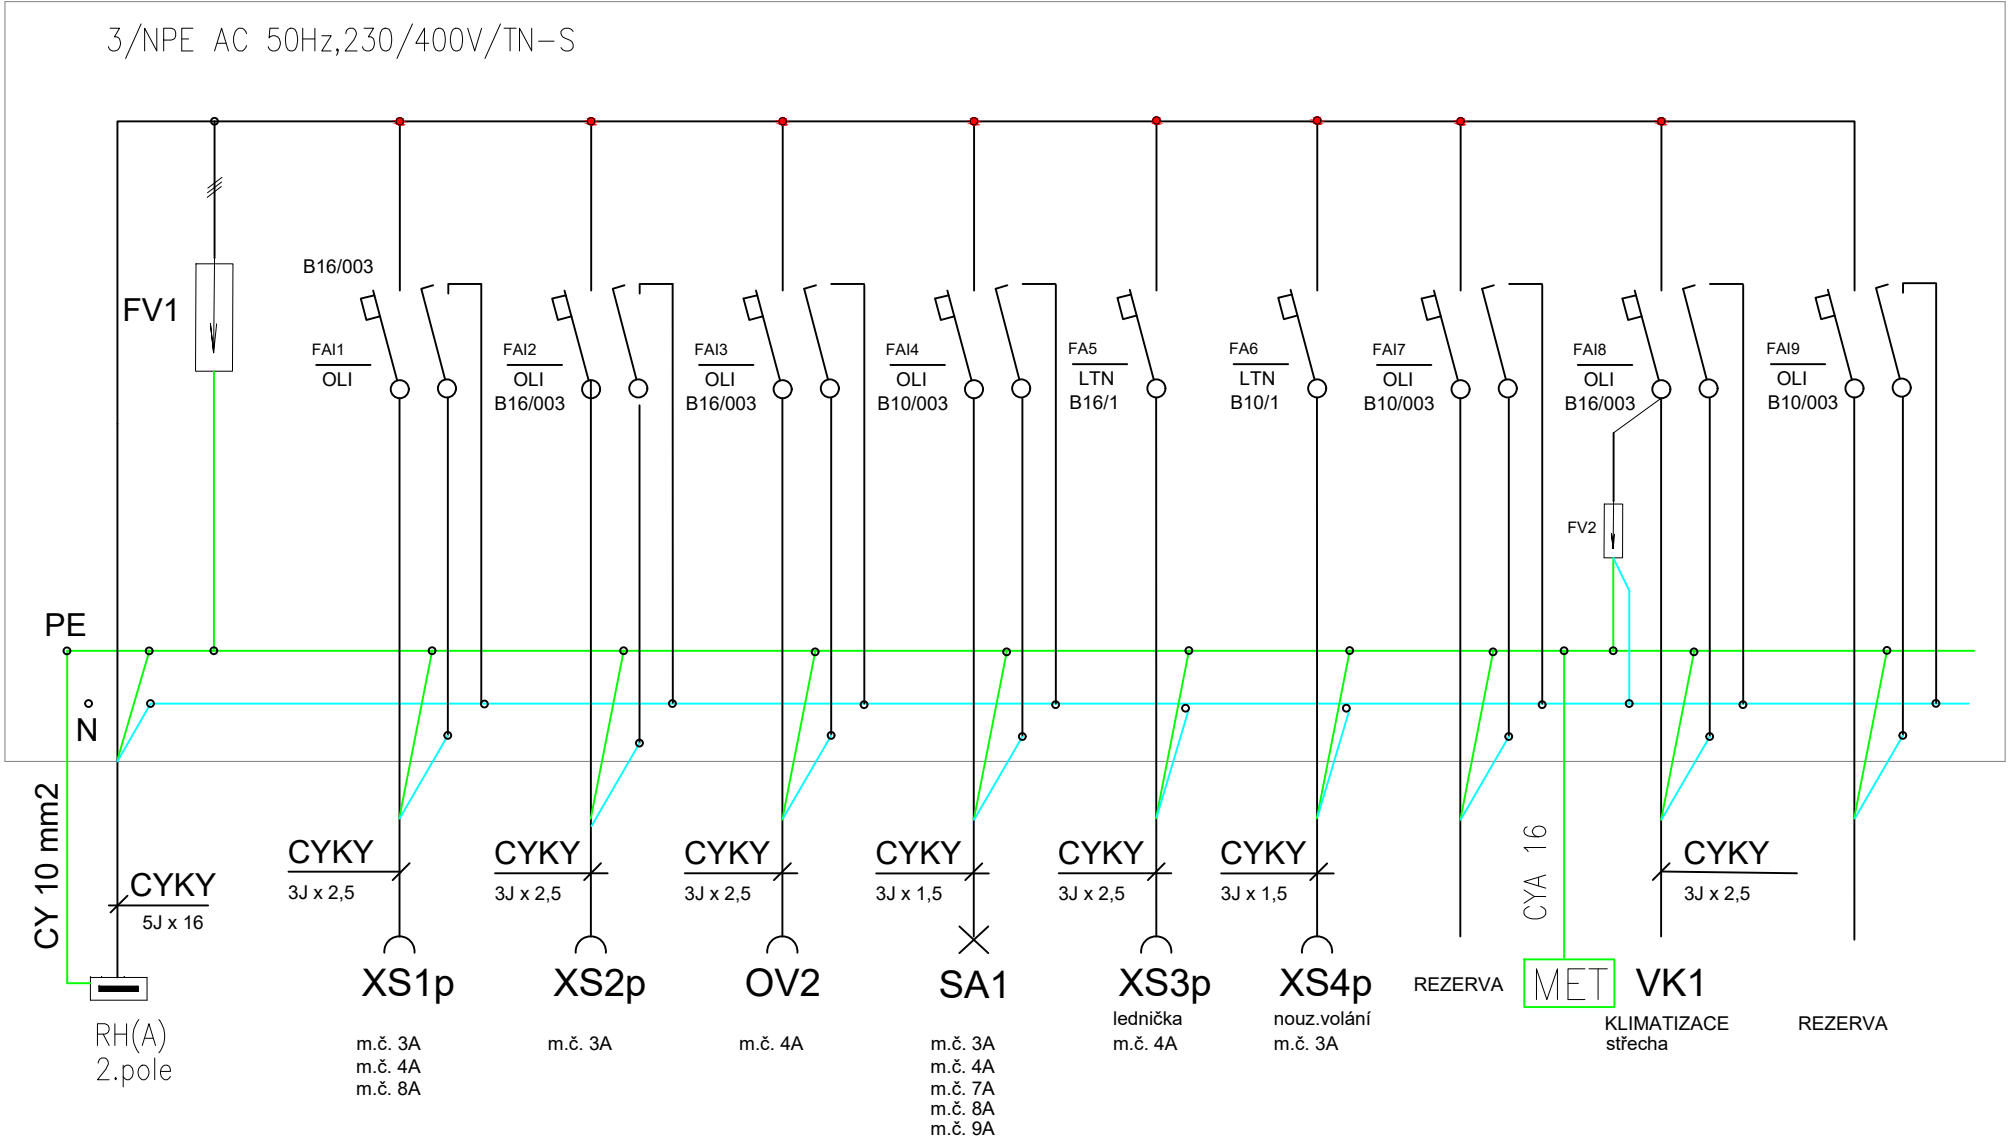 3/NPE AC 50Hz,230/400V/TN-S
B16/003
FV1
FAI1
OLI
FAI2
OLI
B16/003
FAI3
OLI
B16/003
FAI4
OLI
B10/003
FA5
LTN
B16/1
FA6
LTN
B10/1
FAI7
OLI
B10/003
FAI8
OLI
B16/003
FAI9
OLI
B10/003
FV2
PE
N
CY 10 mm2
CYKY
5J x 16
CYKY
3J x 2,5
CYKY
3J x 2,5
CYKY
3J x 2,5
CYKY
3J x 1,5
CYKY
3J x 2,5
CYKY
3J x 1,5
CYA 16
CYKY
3J x 2,5
RH(A)
2.pole
XS1p
m.č. 3A
m.č. 4A
m.č. 8A
XS2p
m.č. 3A
OV2
m.č. 4A
SA1
m.č. 3A
m.č. 4A
m.č. 7A
m.č. 8A
m.č. 9A
XS3p
lednička
m.č. 4A
XS4p
nouz.volání
m.č. 3A
REZERVA
MET
VK1
KLIMATIZACE
střecha
REZERVA